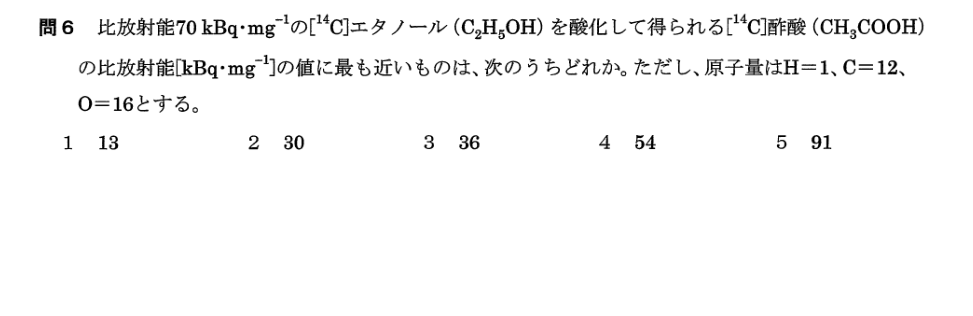 問6　比放射能70 kBq·mg⁻¹の[¹⁴C]エタノール（C₂H₅OH）を酸化して得られる[¹⁴C]酢酸（CH₃COOH）
の比放射能[kBq·mg⁻¹]の値に最も近いものは、次のうちどれか。ただし、原子量はH＝1、C＝12、
O＝16とする。
1　13　2　30　3　36　4　54　5　91